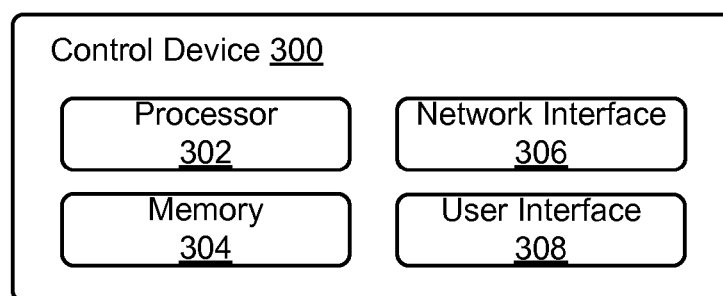 Control Device 300
Processor
302
Network Interface
306
Memory
304
User Interface
308